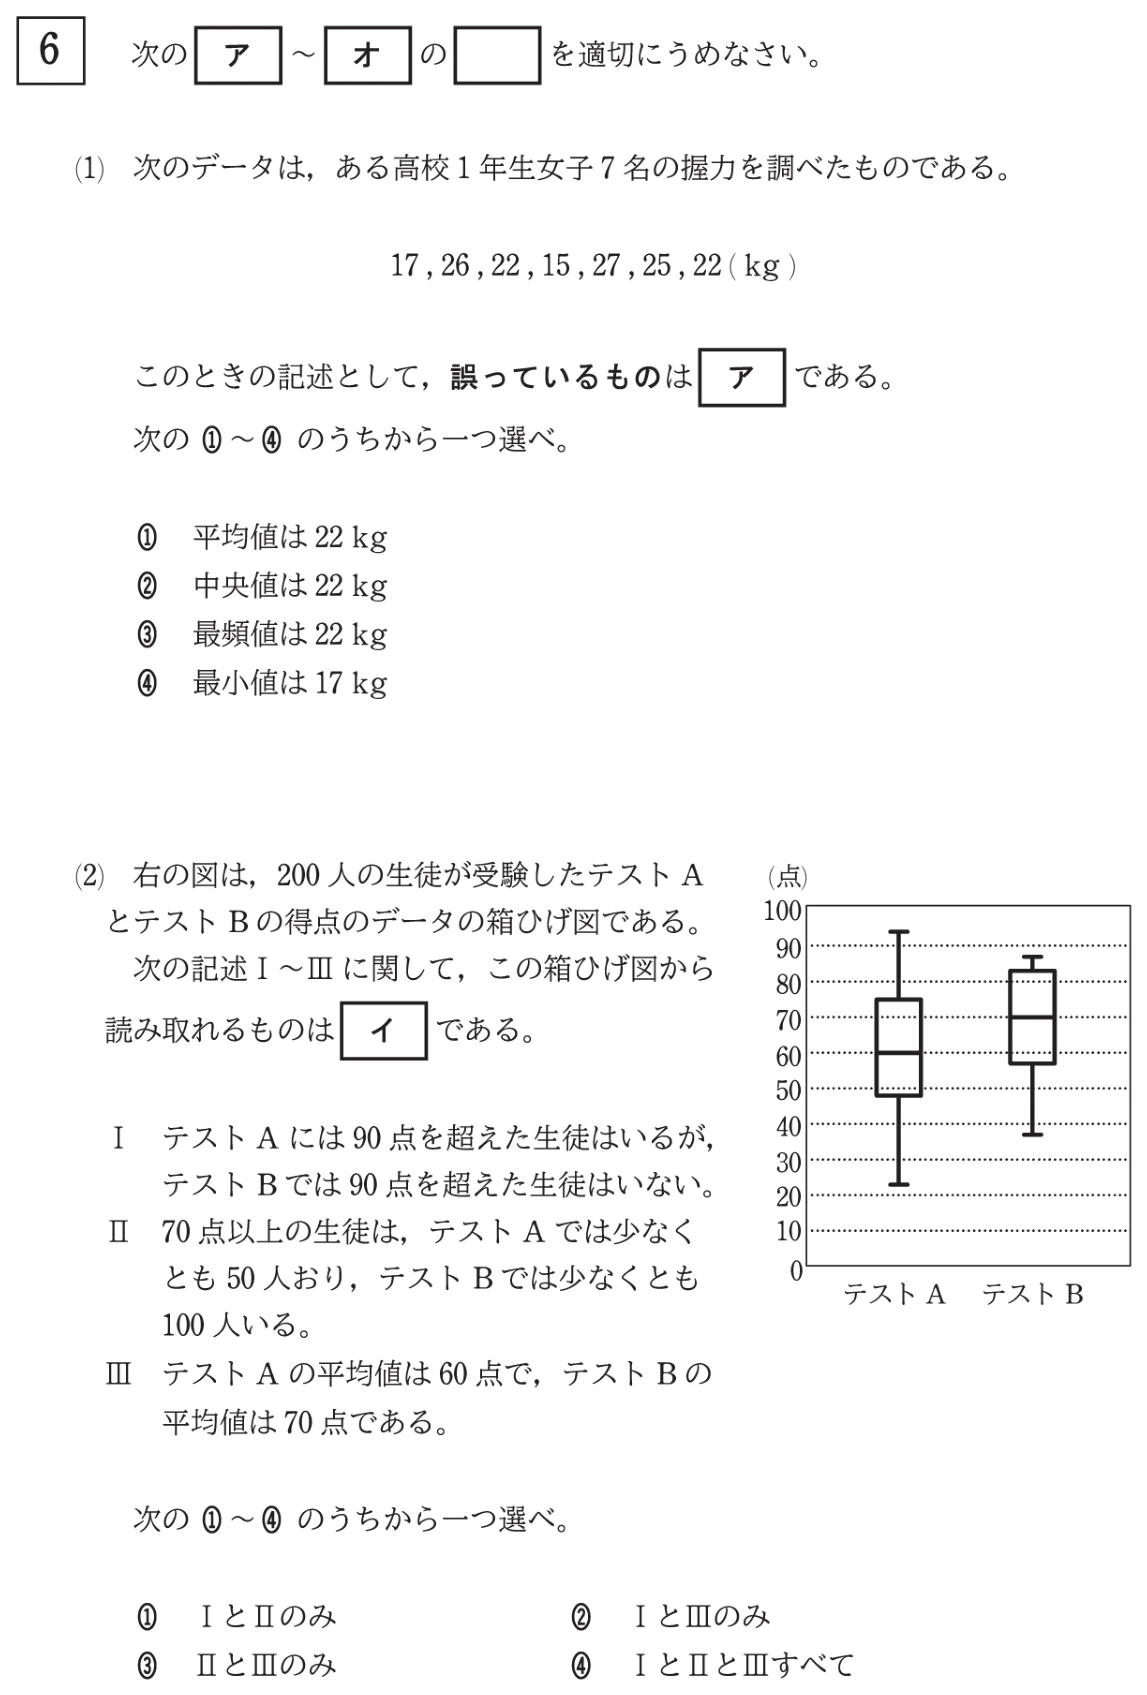 6 次の ア ～ オ の を適切にうめなさい。
(1) 次のデータは，ある高校1年生女子7名の握力を調べたものである。
17 , 26 , 22 , 15 , 27 , 25 , 22 ( kg )
このときの記述として，誤っているものは ア である。
次の ① ～ ④ のうちから一つ選べ。
① 平均値は 22 kg
② 中央値は 22 kg
③ 最頻値は 22 kg
④ 最小値は 17 kg
(2) 右の図は，200 人の生徒が受験したテスト A
とテスト B の得点のデータの箱ひげ図である。
次の記述Ⅰ～Ⅲ に関して，この箱ひげ図から
読み取れるものは イ である。
Ⅰ テスト A には 90 点を超えた生徒はいるが，
テスト B では 90 点を超えた生徒はいない。
Ⅱ 70 点以上の生徒は，テスト A では少なく
とも 50 人おり，テスト B では少なくとも
100 人いる。
Ⅲ テスト A の平均値は 60 点で，テスト B の
平均値は 70 点である。
(点)
100
90
80
70
60
50
40
30
20
10
0
テスト A テスト B
次の ① ～ ④ のうちから一つ選べ。
① ⅠとⅡのみ ② ⅠとⅢのみ
③ ⅡとⅢのみ ④ ⅠとⅡとⅢすべて